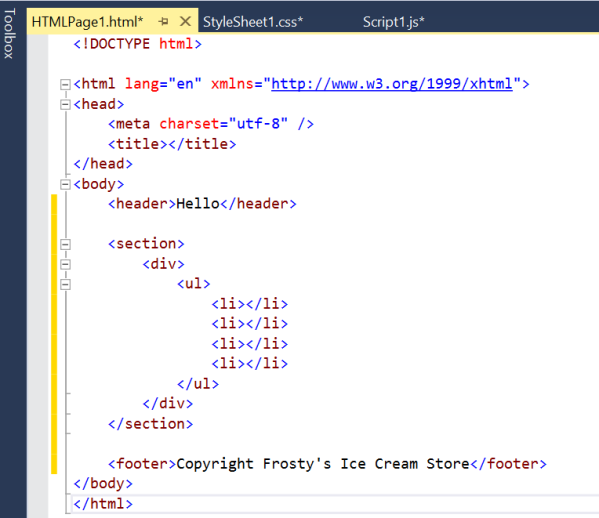 Toolbox
HTMLPage1.html* StyleSheet1.css* Script1.js*
<!DOCTYPE html>
<html lang="en" xmlns="http://www.w3.org/1999/xhtml">
<head>
    <meta charset="utf-8" />
    <title></title>
</head>
<body>
    <header>Hello</header>
    <section>
        <div>
            <ul>
                <li></li>
                <li></li>
                <li></li>
                <li></li>
            </ul>
        </div>
    </section>
    <footer>Copyright Frosty's Ice Cream Store</footer>
</body>
</html>